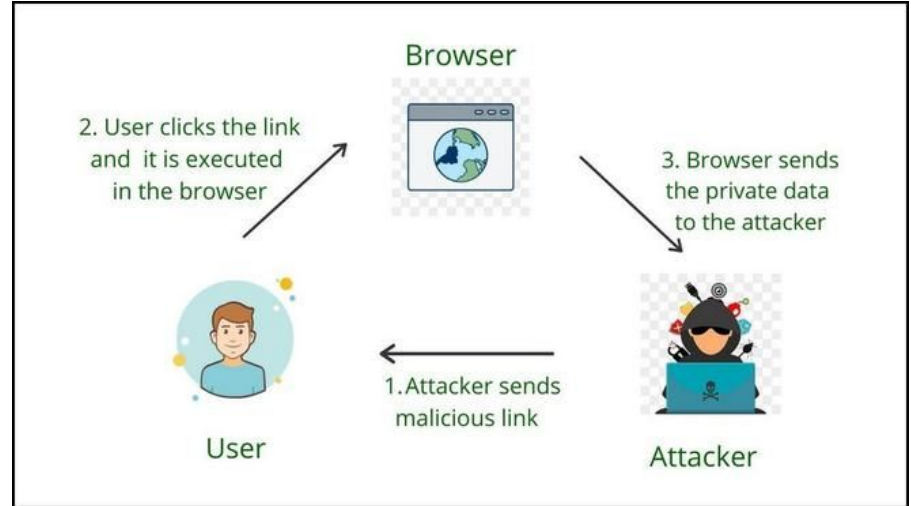 Browser
2. User clicks the link
and it is executed
in the browser
3. Browser sends
the private data
to the attacker
1.Attacker sends
malicious link
User
Attacker